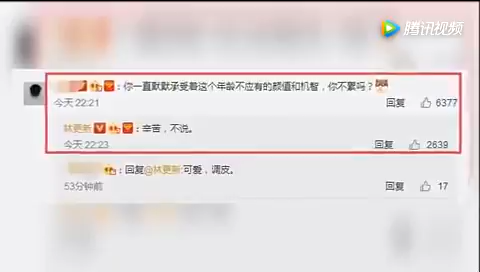 腾讯视频
：你一直默默承受着这个年龄不应有的颜值和机智，你不累吗？
今天 22:21 回复 6377
林更新 V ：辛苦，不说。
今天 22:23 回复 2639
：回复@林更新:可爱，调皮。
53分钟前 回复 17